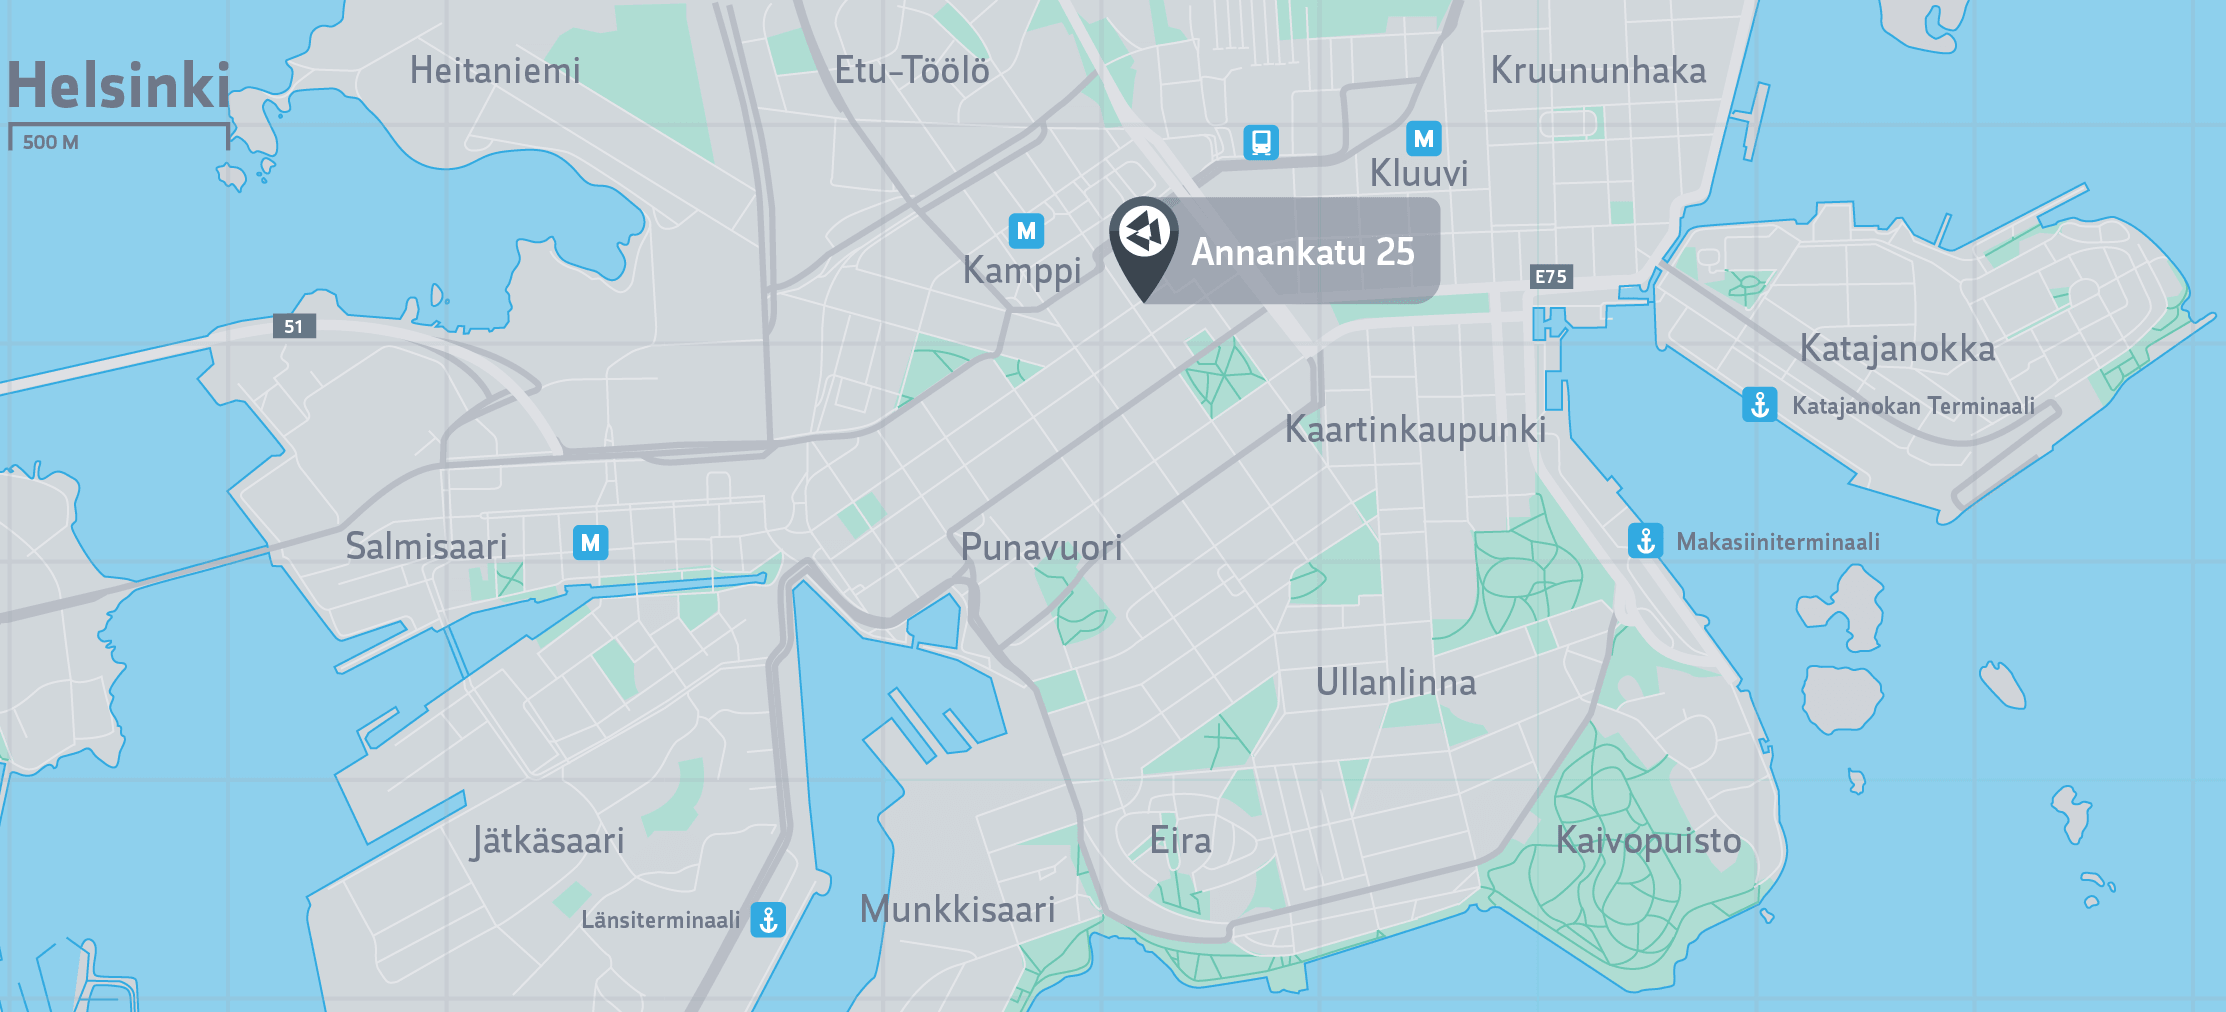 Helsinki
500 M
Heitaniemi
Etu-Töölö
Kruununhaka
M
Kluuvi
M
Kamppi
Annankatu 25
E75
51
Katajanokka
Katajanokan Terminaali
Kaartinkaupunki
Salmisaari
M
Punavuori
Makasiiniterminaali
Ullanlinna
Jätkäsaari
Eira
Kaivopuisto
Länsiterminaali
Munkkisaari